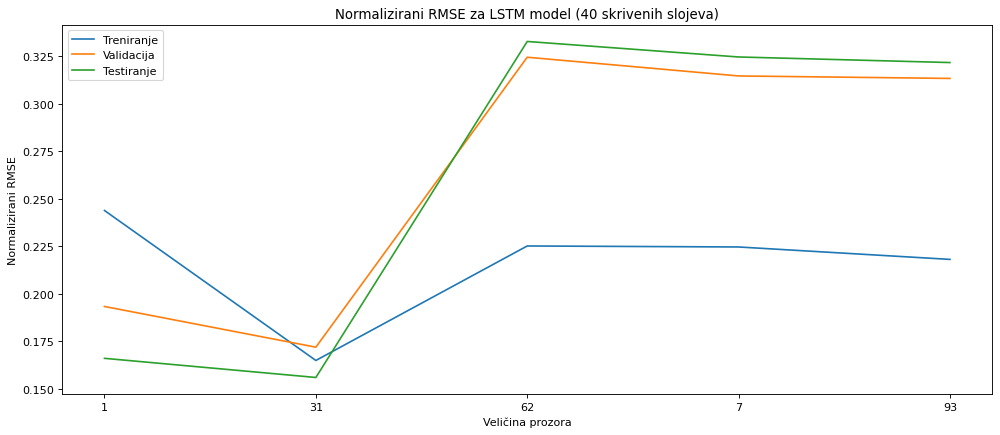 Normalizirani RMSE za LSTM model (40 skrivenih slojeva)
Treniranje
Validacija
Testiranje
Normalizirani RMSE
0.325
0.300
0.275
0.250
0.225
0.200
0.175
0.150
1 31 62 7 93
Veličina prozora